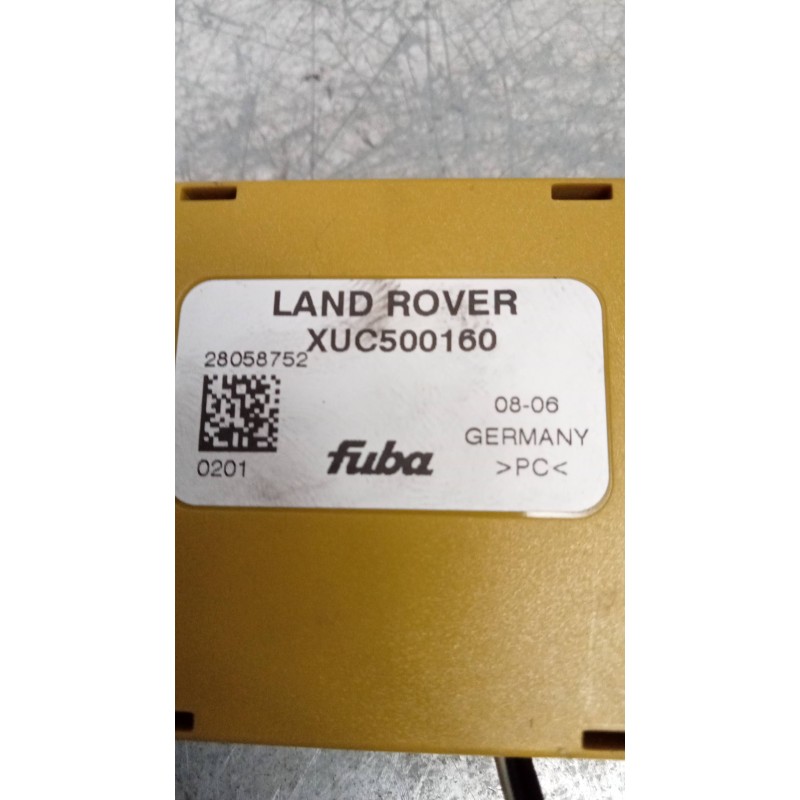 LAND ROVER
XUC500160
28058752
08-06
GERMANY
0201
fuba
>PC<